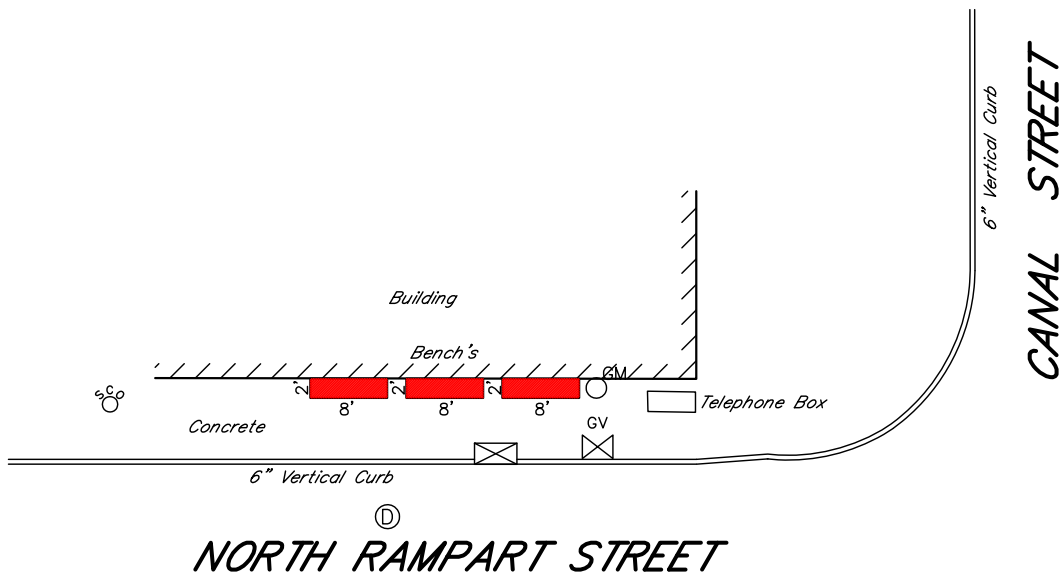 6" Vertical Curb
CANAL STREET
Building
Bench's
GM
sco
2' 2' 2'
8' 8' 8'
Telephone Box
Concrete
GV
6" Vertical Curb
D
NORTH RAMPART STREET